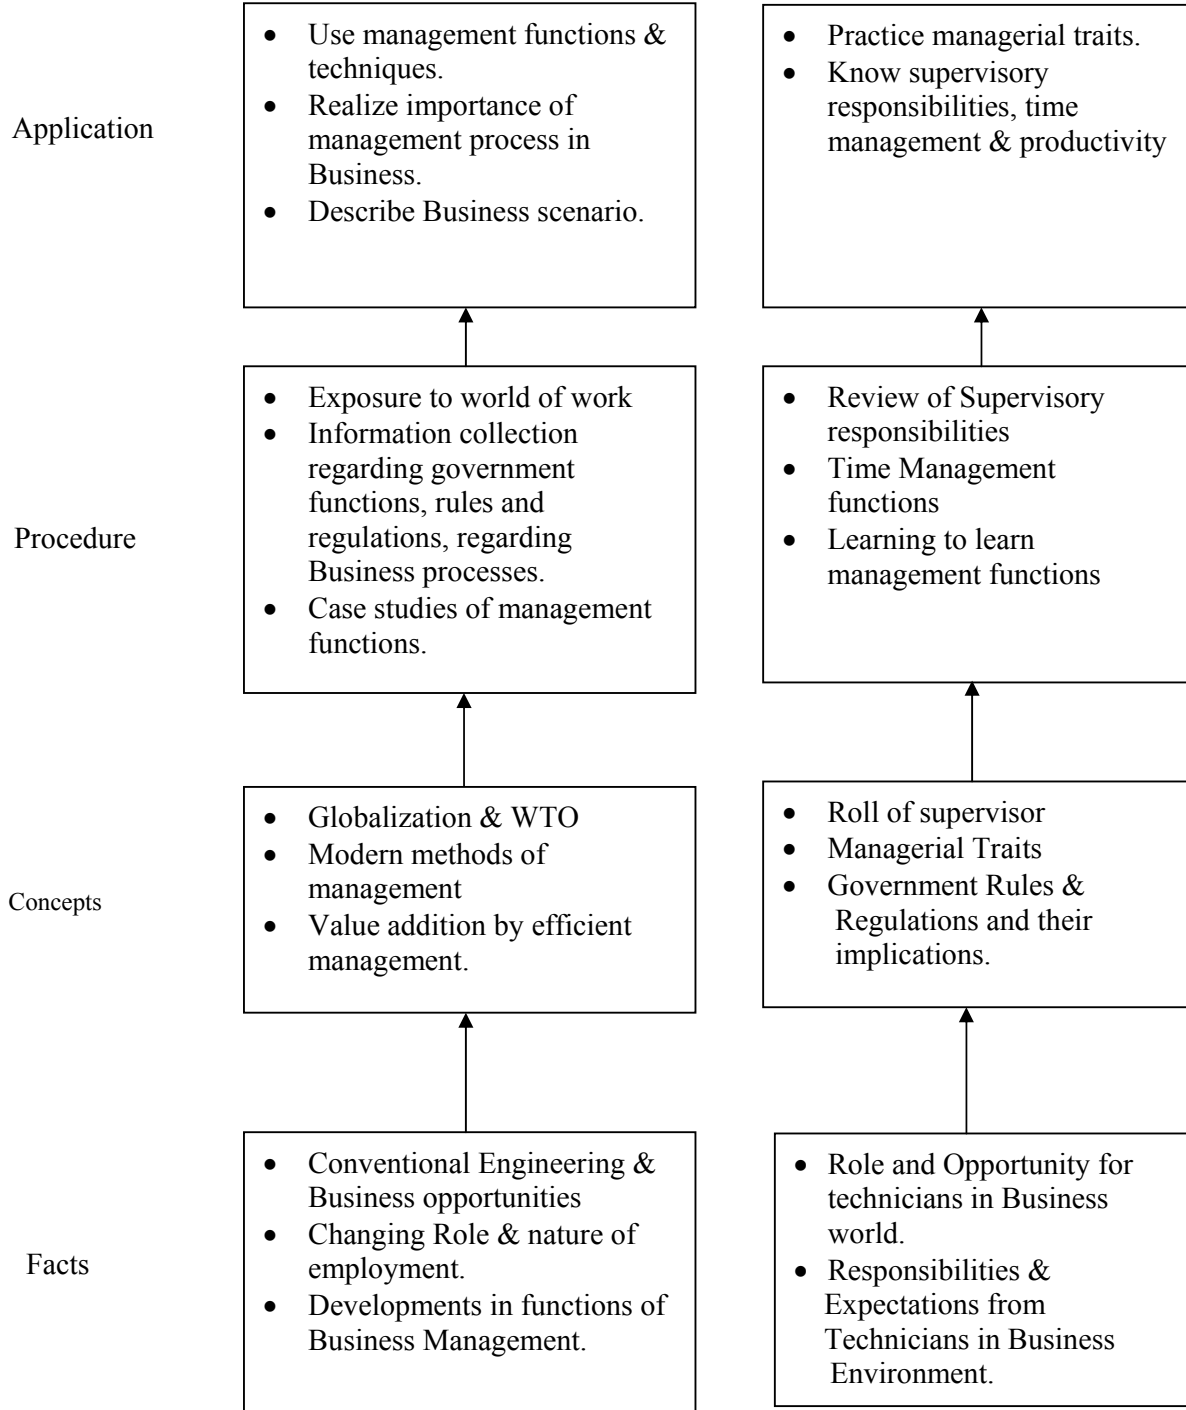 Application
• Use management functions &
techniques.
• Realize importance of
management process in
Business.
• Describe Business scenario.
• Practice managerial traits.
• Know supervisory
responsibilities, time
management & productivity
Procedure
• Exposure to world of work
• Information collection
regarding government
functions, rules and
regulations, regarding
Business processes.
• Case studies of management
functions.
• Review of Supervisory
responsibilities
• Time Management
functions
• Learning to learn
management functions
Concepts
• Globalization & WTO
• Modern methods of
management
• Value addition by efficient
management.
• Roll of supervisor
• Managerial Traits
• Government Rules &
Regulations and their
implications.
Facts
• Conventional Engineering &
Business opportunities
• Changing Role & nature of
employment.
• Developments in functions of
Business Management.
• Role and Opportunity for
technicians in Business
world.
• Responsibilities &
Expectations from
Technicians in Business
Environment.